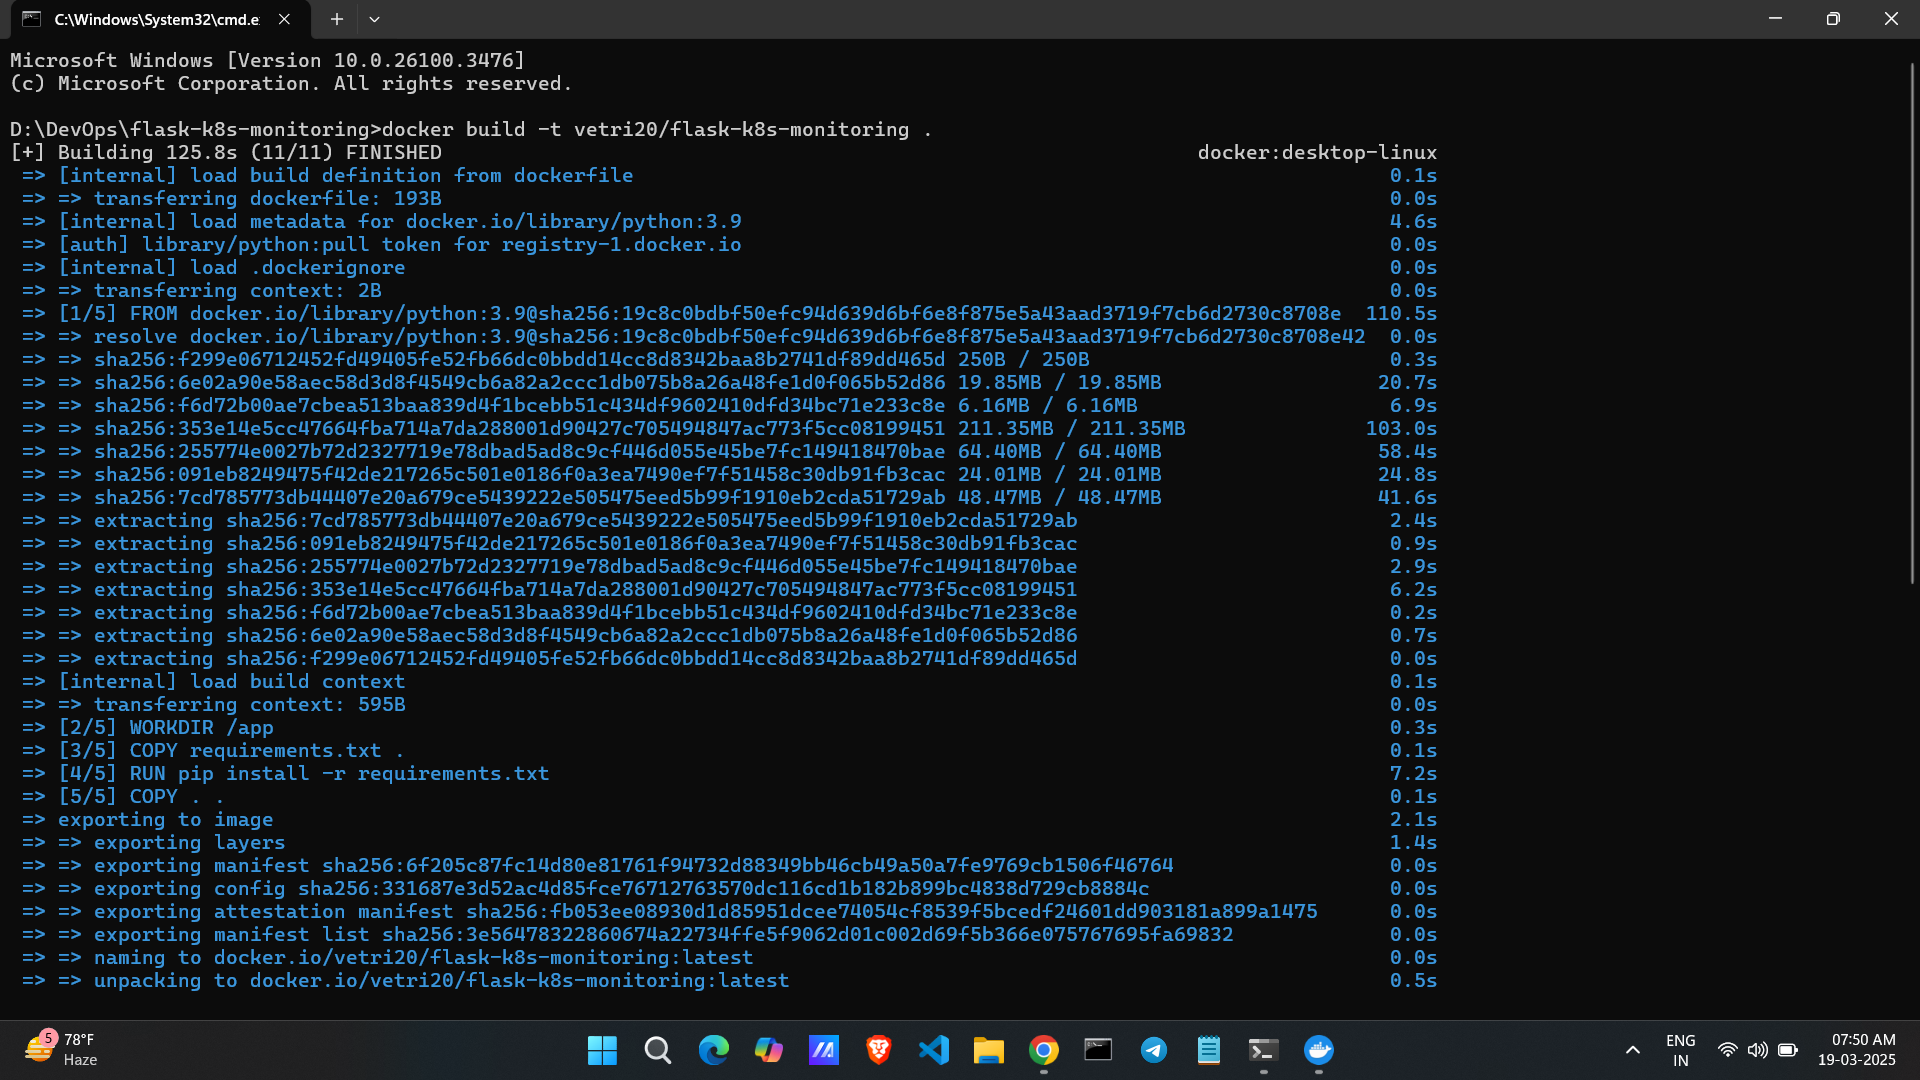 C:\Windows\System32\cmd.e
Microsoft Windows [Version 10.0.26100.3476]
(c) Microsoft Corporation. All rights reserved.
D:\DevOps\flask-k8s-monitoring>docker build -t vetri20/flask-k8s-monitoring .
[+] Building 125.8s (11/11) FINISHED docker:desktop-linux
=> [internal] load build definition from dockerfile 0.1s
=> => transferring dockerfile: 193B 0.0s
=> [internal] load metadata for docker.io/library/python:3.9 4.6s
=> [auth] library/python:pull token for registry-1.docker.io 0.0s
=> [internal] load .dockerignore 0.0s
=> => transferring context: 2B 0.0s
=> [1/5] FROM docker.io/library/python:3.9@sha256:19c8c0bdbf50efc94d639d6bf6e8f875e5a43aad3719f7cb6d2730c8708e 110.5s
=> => resolve docker.io/library/python:3.9@sha256:19c8c0bdbf50efc94d639d6bf6e8f875e5a43aad3719f7cb6d2730c8708e42 0.0s
=> => sha256:f299e06712452fd49405fe52fb66dc0bbdd14cc8d8342baa8b2741df89dd465d 250B / 250B 0.3s
=> => sha256:6e02a90e58aec58d3d8f4549cb6a82a2ccc1db075b8a26a48fe1d0f065b52d86 19.85MB / 19.85MB 20.7s
=> => sha256:f6d72b00ae7cbea513baa839d4f1bcebb51c434df9602410dfd34bc71e233c8e 6.16MB / 6.16MB 6.9s
=> => sha256:353e14e5cc47664fba714a7da288001d90427c705494847ac773f5cc08199451 211.35MB / 211.35MB 103.0s
=> => sha256:255774e0027b72d2327719e78dbad5ad8c9cf446d055e45be7fc149418470bae 64.40MB / 64.40MB 58.4s
=> => sha256:091eb8249475f42de217265c501e0186f0a3ea7490ef7f51458c30db91fb3cac 24.01MB / 24.01MB 24.8s
=> => sha256:7cd785773db44407e20a679ce5439222e505475eed5b99f1910eb2cda51729ab 48.47MB / 48.47MB 41.6s
=> => extracting sha256:7cd785773db44407e20a679ce5439222e505475eed5b99f1910eb2cda51729ab 2.4s
=> => extracting sha256:091eb8249475f42de217265c501e0186f0a3ea7490ef7f51458c30db91fb3cac 0.9s
=> => extracting sha256:255774e0027b72d2327719e78dbad5ad8c9cf446d055e45be7fc149418470bae 2.9s
=> => extracting sha256:353e14e5cc47664fba714a7da288001d90427c705494847ac773f5cc08199451 6.2s
=> => extracting sha256:f6d72b00ae7cbea513baa839d4f1bcebb51c434df9602410dfd34bc71e233c8e 0.2s
=> => extracting sha256:6e02a90e58aec58d3d8f4549cb6a82a2ccc1db075b8a26a48fe1d0f065b52d86 0.7s
=> => extracting sha256:f299e06712452fd49405fe52fb66dc0bbdd14cc8d8342baa8b2741df89dd465d 0.0s
=> [internal] load build context 0.1s
=> => transferring context: 595B 0.0s
=> [2/5] WORKDIR /app 0.3s
=> [3/5] COPY requirements.txt . 0.1s
=> [4/5] RUN pip install -r requirements.txt 7.2s
=> [5/5] COPY . . 0.1s
=> exporting to image 2.1s
=> => exporting layers 1.4s
=> => exporting manifest sha256:6f205c87fc14d80e81761f94732d88349bb46cb49a50a7fe9769cb1506f46764 0.0s
=> => exporting config sha256:331687e3d52ac4d85fce76712763570dc116cd1b182b899bc4838d729cb8884c 0.0s
=> => exporting attestation manifest sha256:fb053ee08930d1d85951dcee74054cf8539f5bcedf24601dd903181a899a1475 0.0s
=> => exporting manifest list sha256:3e56478322860674a22734ffe5f9062d01c002d69f5b366e075767695fa69832 0.0s
=> => naming to docker.io/vetri20/flask-k8s-monitoring:latest 0.0s
=> => unpacking to docker.io/vetri20/flask-k8s-monitoring:latest 0.5s
5
78°F
Haze
ENG
IN
07:50 AM
19-03-2025